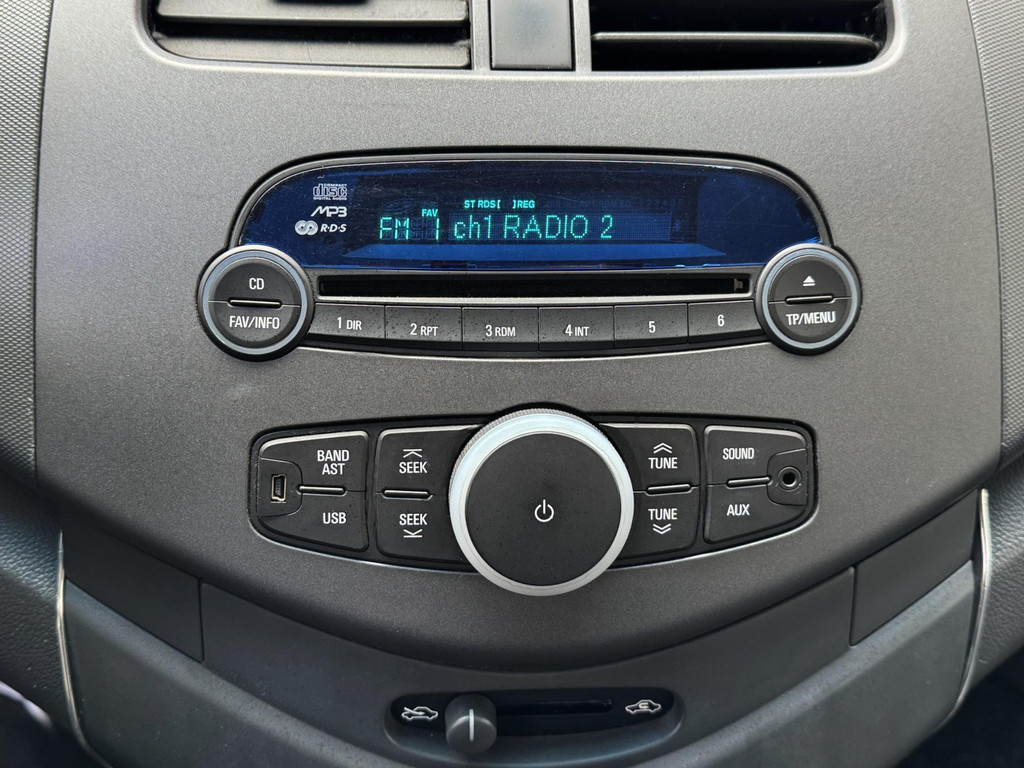 COMPACT
disc
DIGITAL AUDIO
MP3
R·D·S
FAV
ST RDS[ ]REG
FM 1 ch1 RADIO 2
CD
FAV/INFO
1 DIR
2 RPT
3 RDM
4 INT
5
6
TP/MENU
BAND
AST
USB
SEEK
SEEK
TUNE
TUNE
SOUND
AUX